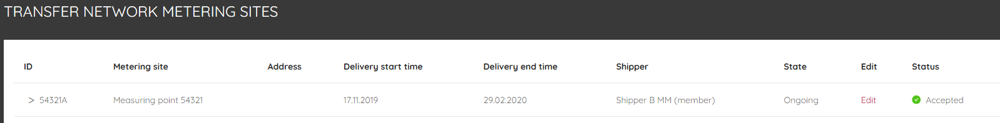 TRANSFER NETWORK METERING SITES
ID Metering site Address Delivery start time Delivery end time Shipper State Edit Status
> 54321A Measuring point 54321 17.11.2019 29.02.2020 Shipper B MM (member) Ongoing Edit Accepted